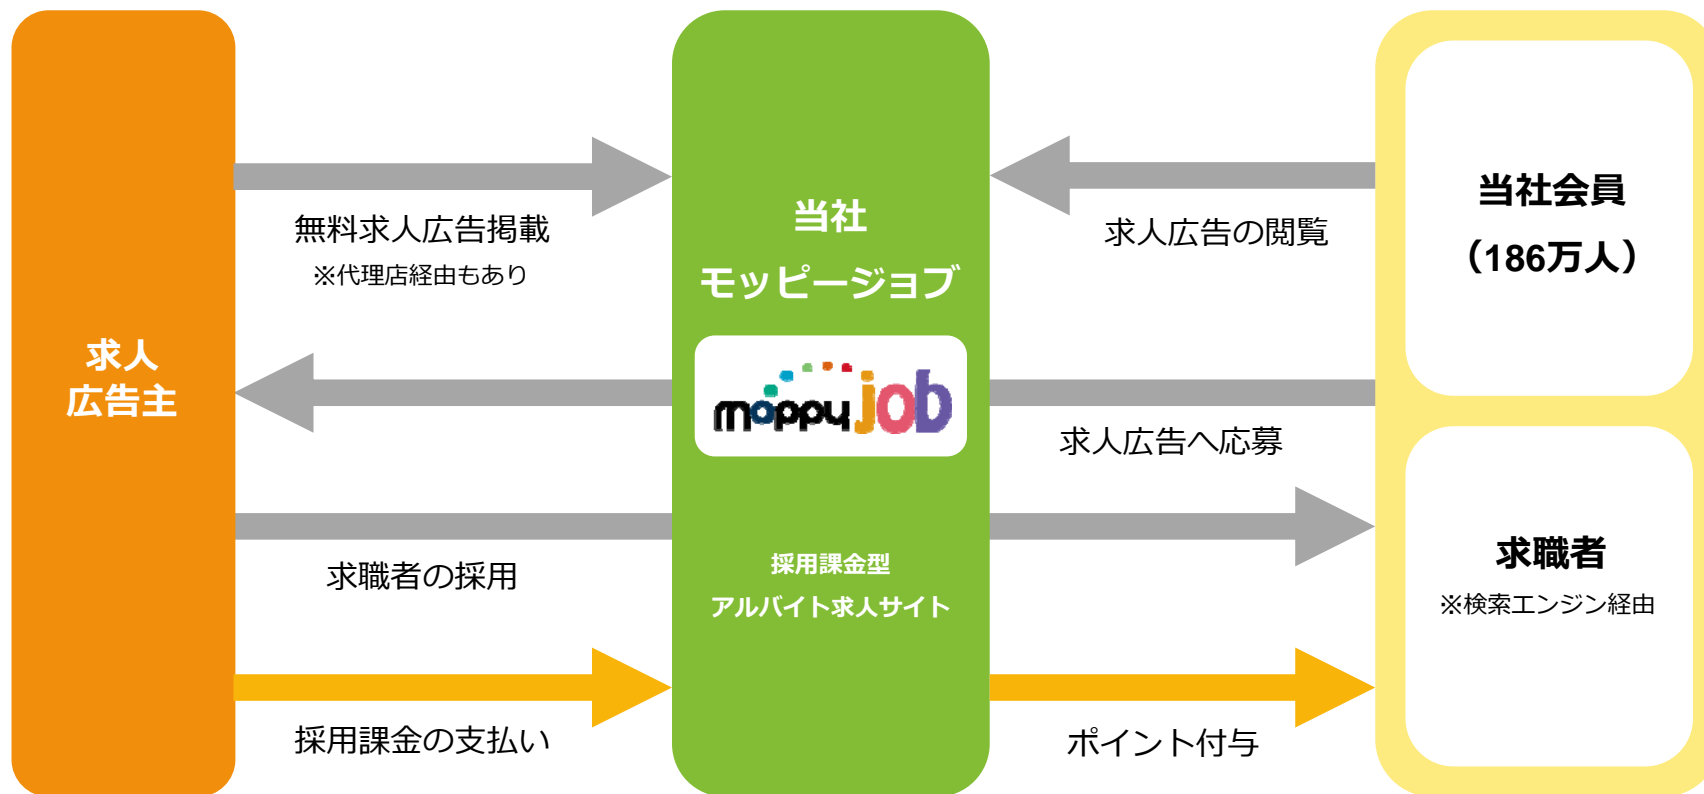 求人
広告主
無料求人広告掲載
※代理店経由もあり
求職者の採用
採用課金の支払い
当社
モッピージョブ
moppy job
採用課金型
アルバイト求人サイト
求人広告の閲覧
求人広告へ応募
ポイント付与
当社会員
（186万人）
求職者
※検索エンジン経由